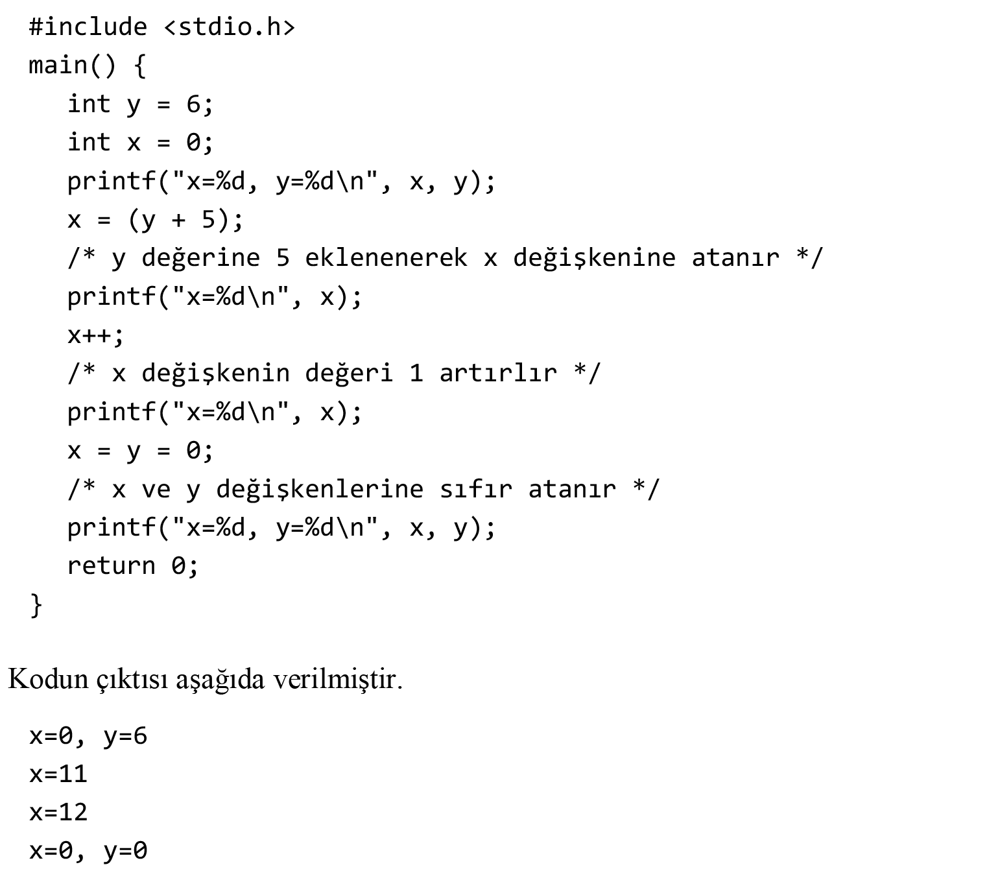 #include <stdio.h>
main() {
int y = 6;
int x = 0;
printf("x=%d, y=%d\n", x, y);
x = (y + 5);
/* y değerine 5 eklenenerek x değişkenine atanır */
printf("x=%d\n", x);
x++;
/* x değişkenin değeri 1 artırlır */
printf("x=%d\n", x);
x = y = 0;
/* x ve y değişkenlerine sıfır atanır */
printf("x=%d, y=%d\n", x, y);
return 0;
}
Kodun çıktısı aşağıda verilmiştir.
x=0, y=6
x=11
x=12
x=0, y=0